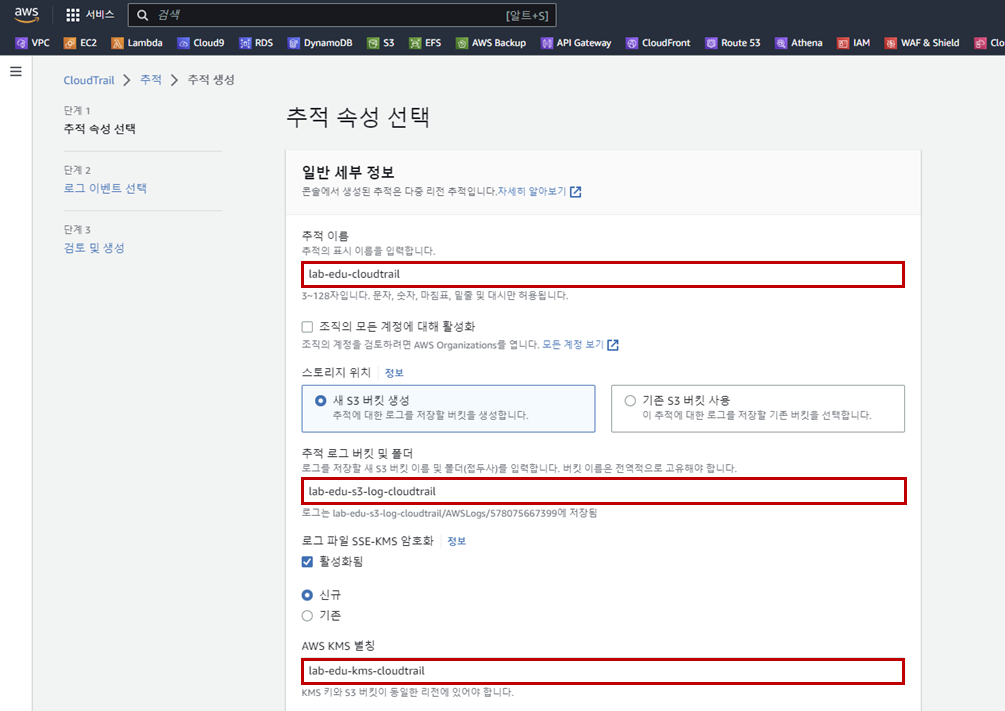 aws 서비스 검색 [알트+S]
VPC EC2 Lambda Cloud9 RDS DynamoDB S3 EFS AWS Backup API Gateway CloudFront Route 53 Athena IAM WAF & Shield Clo
CloudTrail 추적 추적 생성
단계 1
추적 속성 선택
단계 2
로그 이벤트 선택
단계 3
검토 및 생성
추적 속성 선택
일반 세부 정보
콘솔에서 생성된 추적은 다중 리전 추적입니다.자세히 알아보기
추적 이름
추적의 표시 이름을 입력합니다.
lab-edu-cloudtrail
3~128자입니다. 문자, 숫자, 마침표, 밑줄 및 대시만 허용됩니다.
조직의 모든 계정에 대해 활성화
조직의 계정을 검토하려면 AWS Organizations를 엽니다. 모든 계정 보기
스토리지 위치 정보
새 S3 버킷 생성
추적에 대한 로그를 저장할 버킷을 생성합니다.
기존 S3 버킷 사용
이 추적에 대한 로그를 저장할 기존 버킷을 선택합니다.
추적 로그 버킷 및 폴더
로그를 저장할 새 S3 버킷 이름 및 폴더(접두사)를 입력합니다. 버킷 이름은 전역적으로 고유해야 합니다.
lab-edu-s3-log-cloudtrail
로그는 lab-edu-s3-log-cloudtrail/AWSLogs/578075667399에 저장됨
로그 파일 SSE-KMS 암호화 정보
활성화됨
신규
기존
AWS KMS 별칭
lab-edu-kms-cloudtrail
KMS 키와 S3 버킷이 동일한 리전에 있어야 합니다.